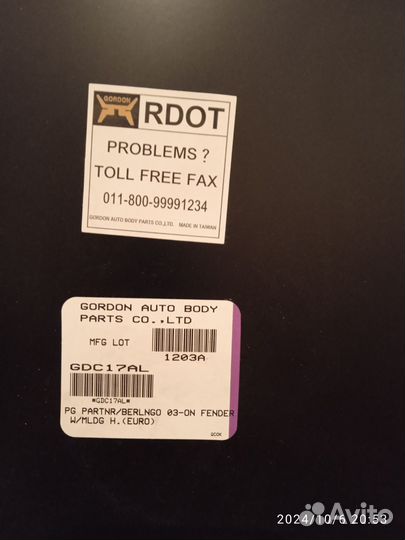 GORDON
RDOT
PROBLEMS ?
TOLL FREE FAX
011-800-99991234
GORDON AUTO BODY PARTS CO.,LTD. MADE IN TAIWAN
GORDON AUTO BODY
PARTS CO.,LTD
MFG LOT
1203A
GDC17AL
*GDC17AL*
PG PARTNR/BERLNGO 03-ON FENDER
W/MLDG H.(EURO)
QCOK
2024/10/6 20:53
Avito